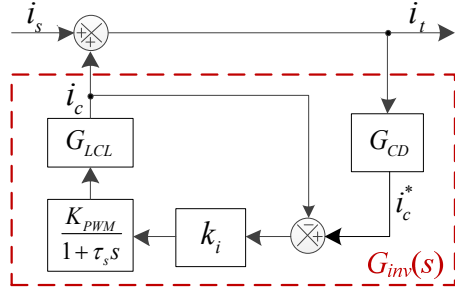 i_s
+ +
i_t
i_c
G_LCL
G_CD
i_c^*
K_PWM
1 + τ_s s
k_i
− +
G_inv(s)